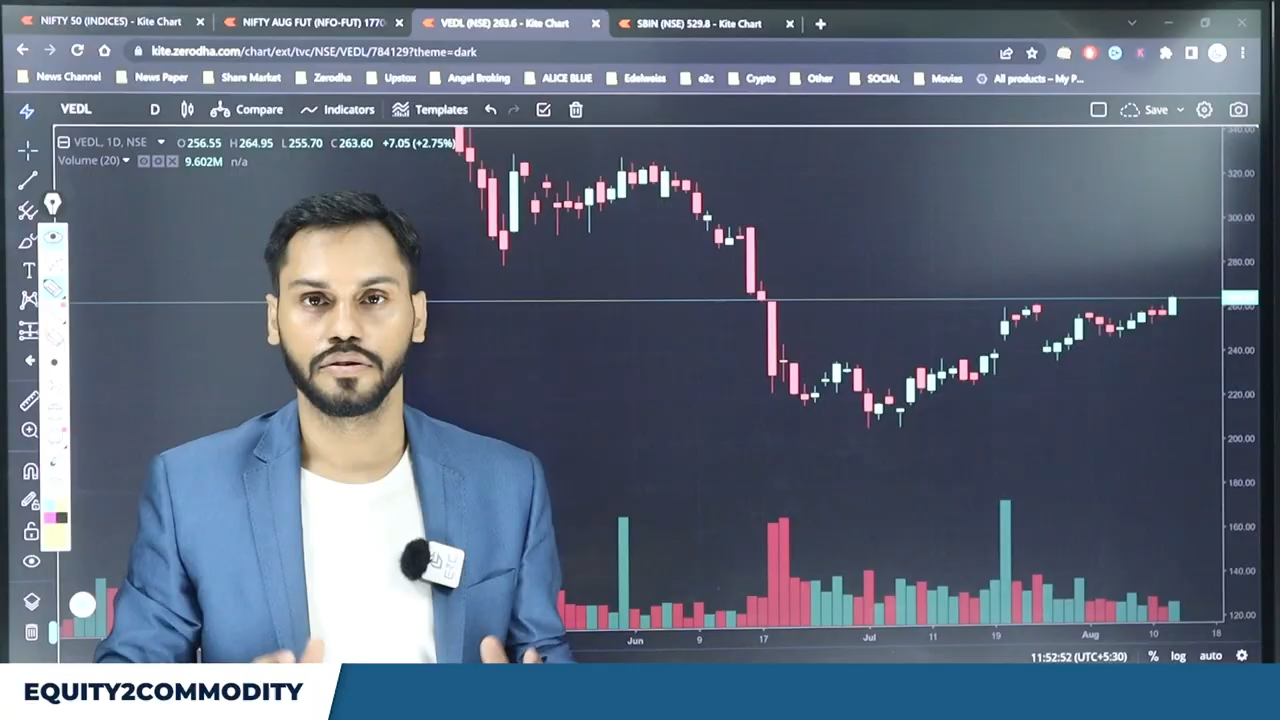 NIFTY 50 (INDICES) - Kite Chart
NIFTY AUG FUT (NFO-FUT) 1770
VEDL (NSE) 263.6 - Kite Chart
SBIN (NSE) 529.8 - Kite Chart
kite.zerodha.com/chart/ext/tvc/NSE/VEDL/784129?theme=dark
News Channel
News Paper
Share Market
Zerodha
Upstox
Angel Broking
ALICE BLUE
Edelweiss
e2c
Crypto
Other
SOCIAL
Movies
All products – My P...
VEDL
D
Compare
Indicators
Templates
Save
VEDL, 1D, NSE
O 256.55 H 264.95 L 255.70 C 263.60 +7.05 (+2.75%)
Volume (20) 9.602M n/a
340.00
320.00
300.00
280.00
260.00
240.00
220.00
200.00
180.00
160.00
140.00
120.00
Jun 9 17 Jul 11 19 Aug 10 18
11:52:52 (UTC+5:30) % log auto
E2C
EQUITY2COMMODITY